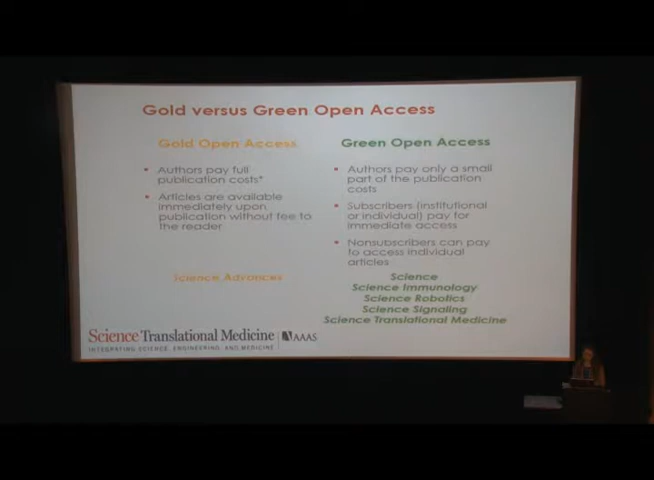 Gold versus Green Open Access
Gold Open Access
• Authors pay full
publication costs*
• Articles are available
immediately upon
publication without fee to
the reader
Science Advances
Green Open Access
• Authors pay only a small
part of the publication
costs
• Subscribers (institutional
or individual) pay for
immediate access
• Nonsubscribers can pay
to access individual
articles
Science
Science Immunology
Science Robotics
Science Signaling
Science Translational Medicine
Science Translational Medicine | AAAS
INTEGRATING SCIENCE, ENGINEERING, AND MEDICINE